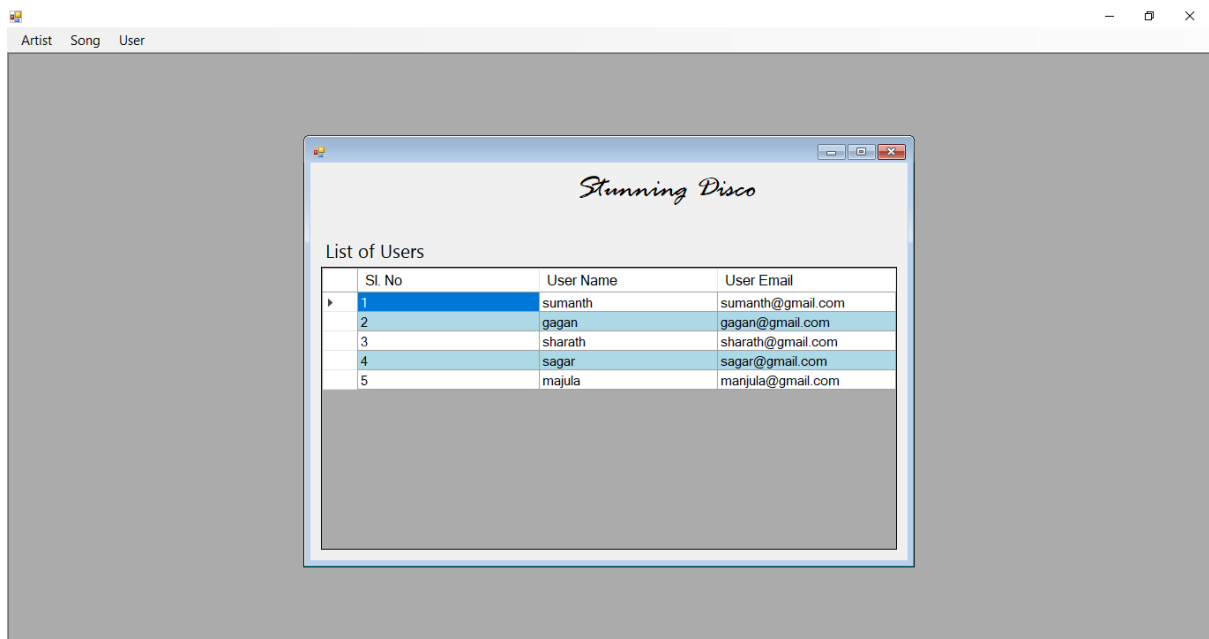 Artist Song User
Stunning Disco
List of Users
Sl. No User Name User Email
1 sumanth sumanth@gmail.com
2 gagan gagan@gmail.com
3 sharath sharath@gmail.com
4 sagar sagar@gmail.com
5 majula manjula@gmail.com